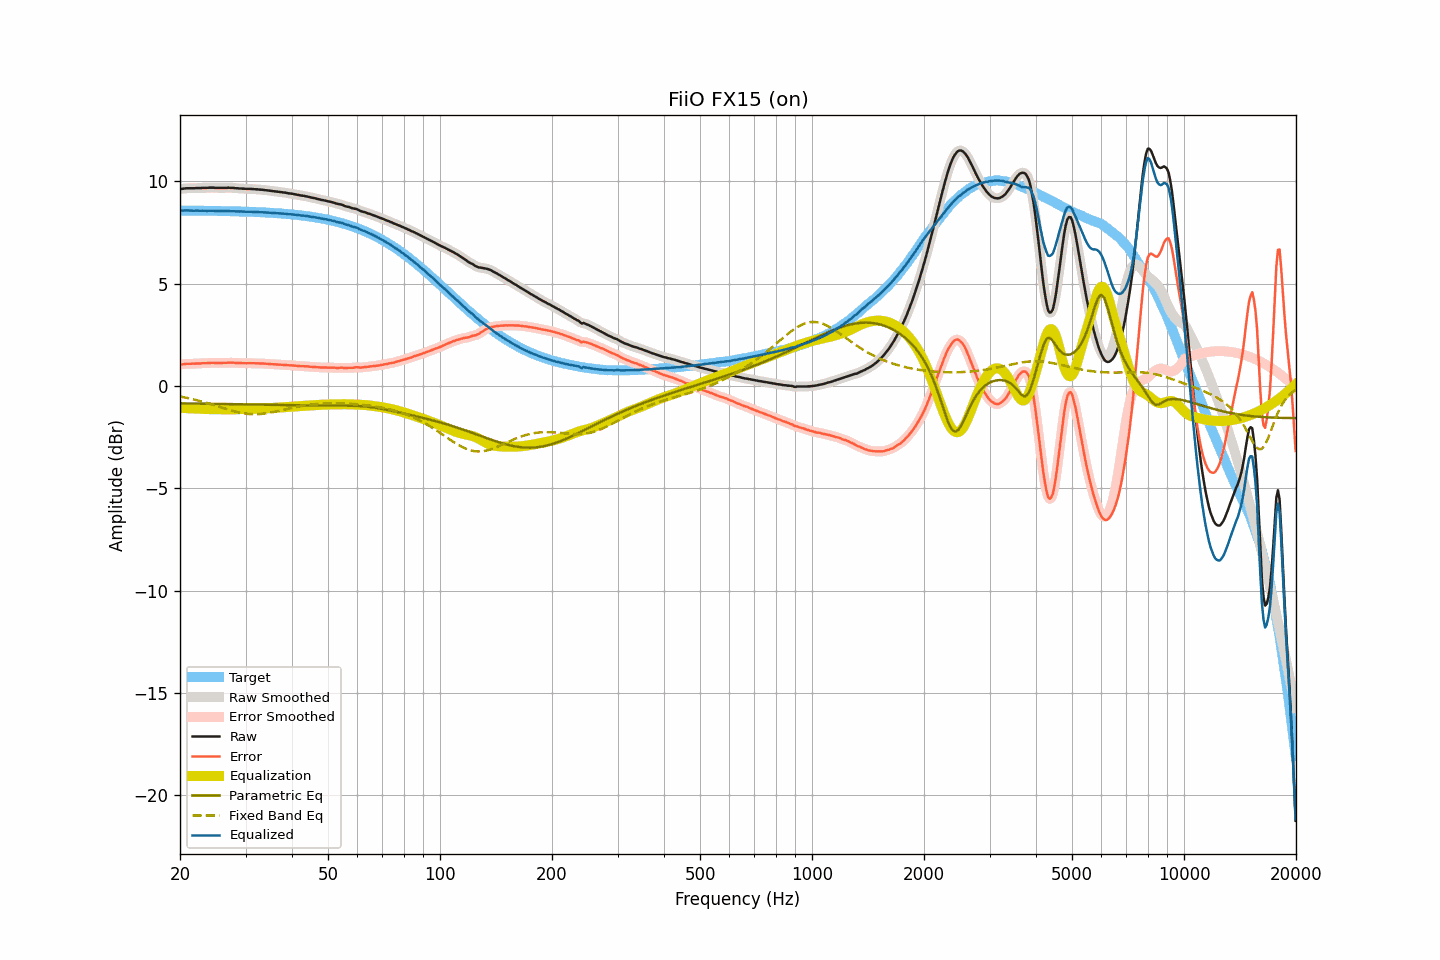 FiiO FX15 (on)
10
5
0
−5
−10
−15
−20
Amplitude (dBr)
Target
Raw Smoothed
Error Smoothed
Raw
Error
Equalization
Parametric Eq
Fixed Band Eq
Equalized
20 50 100 200 500 1000 2000 5000 10000 20000
Frequency (Hz)